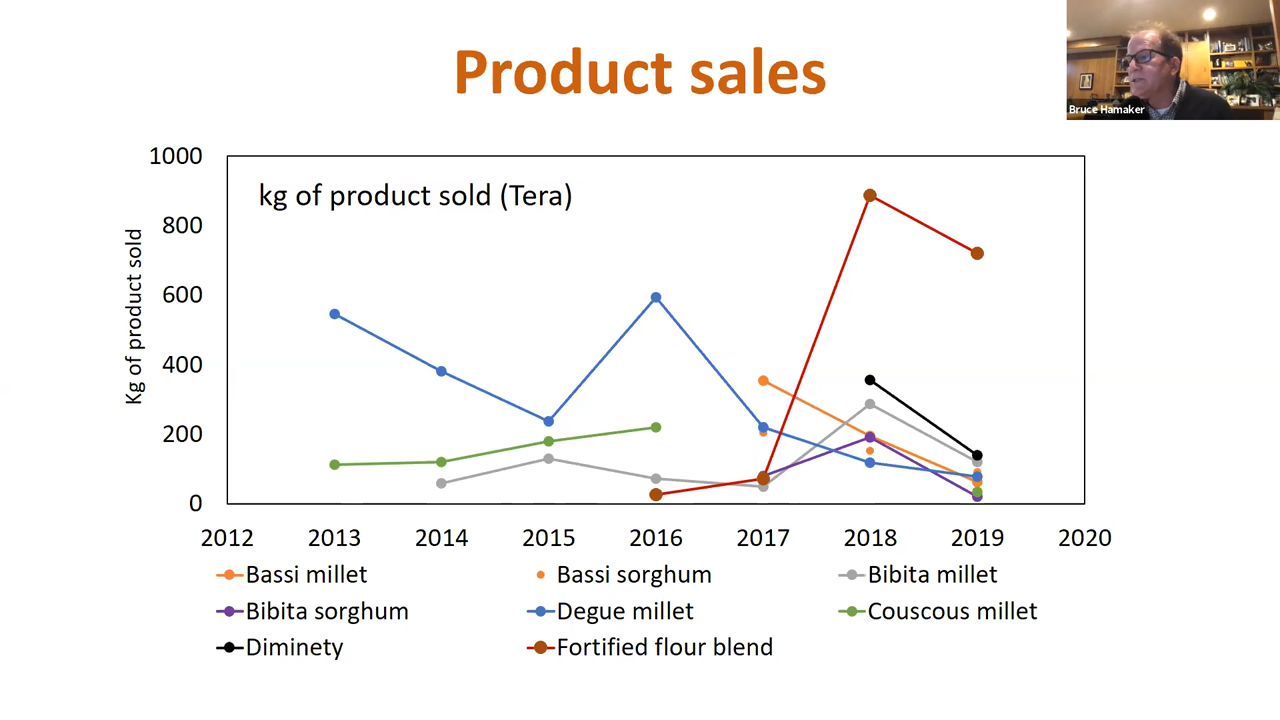 Product sales
Bruce Hamaker
kg of product sold (Tera)
Kg of product sold
1000
800
600
400
200
0
2012 2013 2014 2015 2016 2017 2018 2019 2020
Bassi millet Bassi sorghum Bibita millet
Bibita sorghum Degue millet Couscous millet
Diminety Fortified flour blend